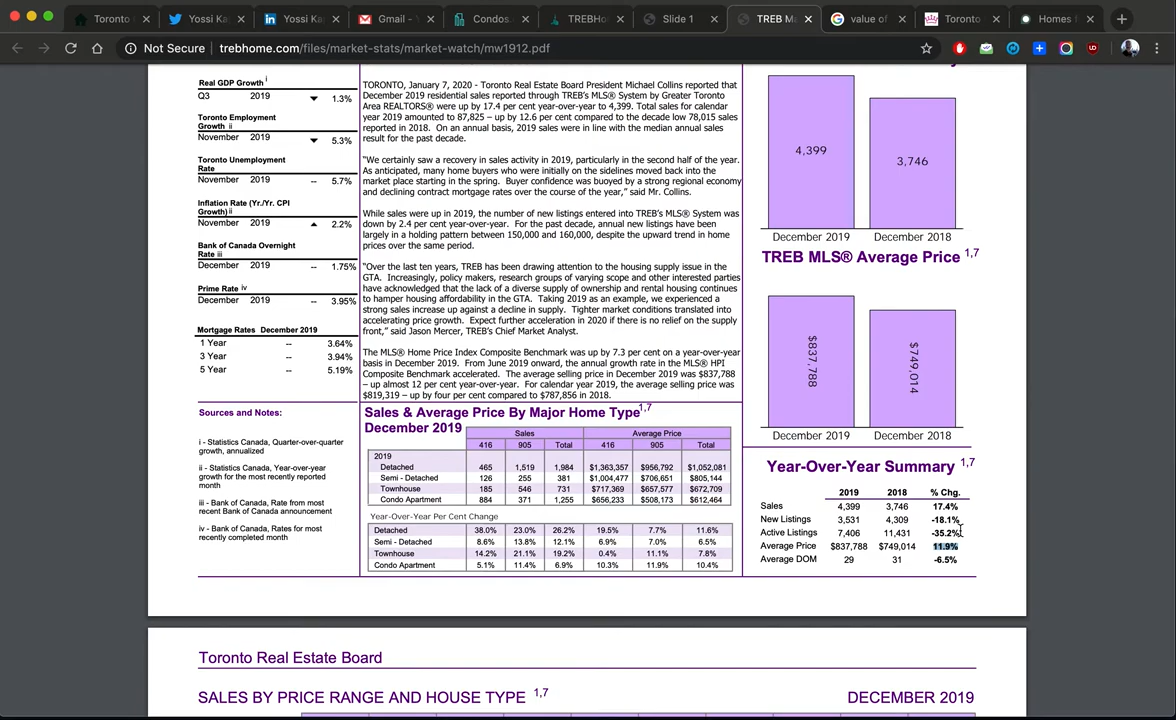 Toronto
Yossi Ka
Yossi Ka
Gmail -
Condos.
TREBHo
Slide 1
TREB M
value of
Toronto
Homes
Not Secure
trebhome.com/files/market-stats/market-watch/mw1912.pdf
Real GDP Growth i
Q3 2019 1.3%
Toronto Employment
Growth ii
November 2019 5.3%
Toronto Unemployment
Rate
November 2019 -- 5.7%
Inflation Rate (Yr./Yr. CPI
Growth) ii
November 2019 2.2%
Bank of Canada Overnight
Rate iii
December 2019 -- 1.75%
Prime Rate iv
December 2019 -- 3.95%
Mortgage Rates December 2019
1 Year -- 3.64%
3 Year -- 3.94%
5 Year -- 5.19%
Sources and Notes:
i - Statistics Canada, Quarter-over-quarter
growth, annualized
ii - Statistics Canada, Year-over-year
growth for the most recently reported
month
iii - Bank of Canada, Rate from most
recent Bank of Canada announcement
iv - Bank of Canada, Rates for most
recently completed month
TORONTO, January 7, 2020 - Toronto Real Estate Board President Michael Collins reported that
December 2019 residential sales reported through TREB's MLS® System by Greater Toronto
Area REALTORS® were up by 17.4 per cent year-over-year to 4,399. Total sales for calendar
year 2019 amounted to 87,825 – up by 12.6 per cent compared to the decade low 78,015 sales
reported in 2018. On an annual basis, 2019 sales were in line with the median annual sales
result for the past decade.
"We certainly saw a recovery in sales activity in 2019, particularly in the second half of the year.
As anticipated, many home buyers who were initially on the sidelines moved back into the
market place starting in the spring. Buyer confidence was buoyed by a strong regional economy
and declining contract mortgage rates over the course of the year," said Mr. Collins.
While sales were up in 2019, the number of new listings entered into TREB's MLS® System was
down by 2.4 per cent year-over-year. For the past decade, annual new listings have been
largely in a holding pattern between 150,000 and 160,000, despite the upward trend in home
prices over the same period.
"Over the last ten years, TREB has been drawing attention to the housing supply issue in the
GTA. Increasingly, policy makers, research groups of varying scope and other interested parties
have acknowledged that the lack of a diverse supply of ownership and rental housing continues
to hamper housing affordability in the GTA. Taking 2019 as an example, we experienced a
strong sales increase up against a decline in supply. Tighter market conditions translated into
accelerating price growth. Expect further acceleration in 2020 if there is no relief on the supply
front," said Jason Mercer, TREB's Chief Market Analyst.
The MLS® Home Price Index Composite Benchmark was up by 7.3 per cent on a year-over-year
basis in December 2019. From June 2019 onward, the annual growth rate in the MLS® HPI
Composite Benchmark accelerated. The average selling price in December 2019 was $837,788
– up almost 12 per cent year-over-year. For calendar year 2019, the average selling price was
$819,319 – up by four per cent compared to $787,856 in 2018.
Sales & Average Price By Major Home Type 1,7
December 2019
Sales Average Price
416 905 Total 416 905 Total
2019
Detached 465 1,519 1,984 $1,363,357 $956,792 $1,052,081
Semi - Detached 126 255 381 $1,004,477 $706,651 $805,144
Townhouse 185 546 731 $717,369 $657,577 $672,709
Condo Apartment 884 371 1,255 $656,233 $508,173 $612,464
Year-Over-Year Per Cent Change
Detached 38.0% 23.0% 26.2% 19.5% 7.7% 11.6%
Semi - Detached 8.6% 13.8% 12.1% 6.9% 7.0% 6.5%
Townhouse 14.2% 21.1% 19.2% 0.4% 11.1% 7.8%
Condo Apartment 5.1% 11.4% 6.9% 10.3% 11.9% 10.4%
4,399 3,746
December 2019 December 2018
TREB MLS® Average Price 1,7
$837,788 $749,014
December 2019 December 2018
Year-Over-Year Summary 1,7
2019 2018 % Chg.
Sales 4,399 3,746 17.4%
New Listings 3,531 4,309 -18.1%
Active Listings 7,406 11,431 -35.2%
Average Price $837,788 $749,014 11.9%
Average DOM 29 31 -6.5%
Toronto Real Estate Board
SALES BY PRICE RANGE AND HOUSE TYPE 1,7
DECEMBER 2019